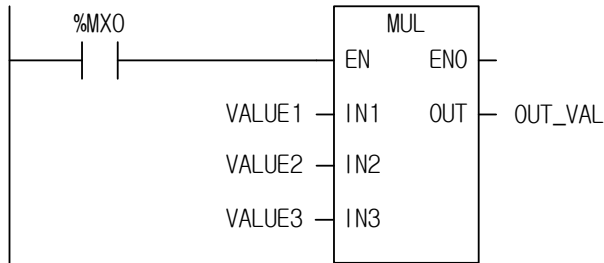 %MX0 MUL
EN ENO
VALUE1 IN1 OUT OUT_VAL
VALUE2 IN2
VALUE3 IN3